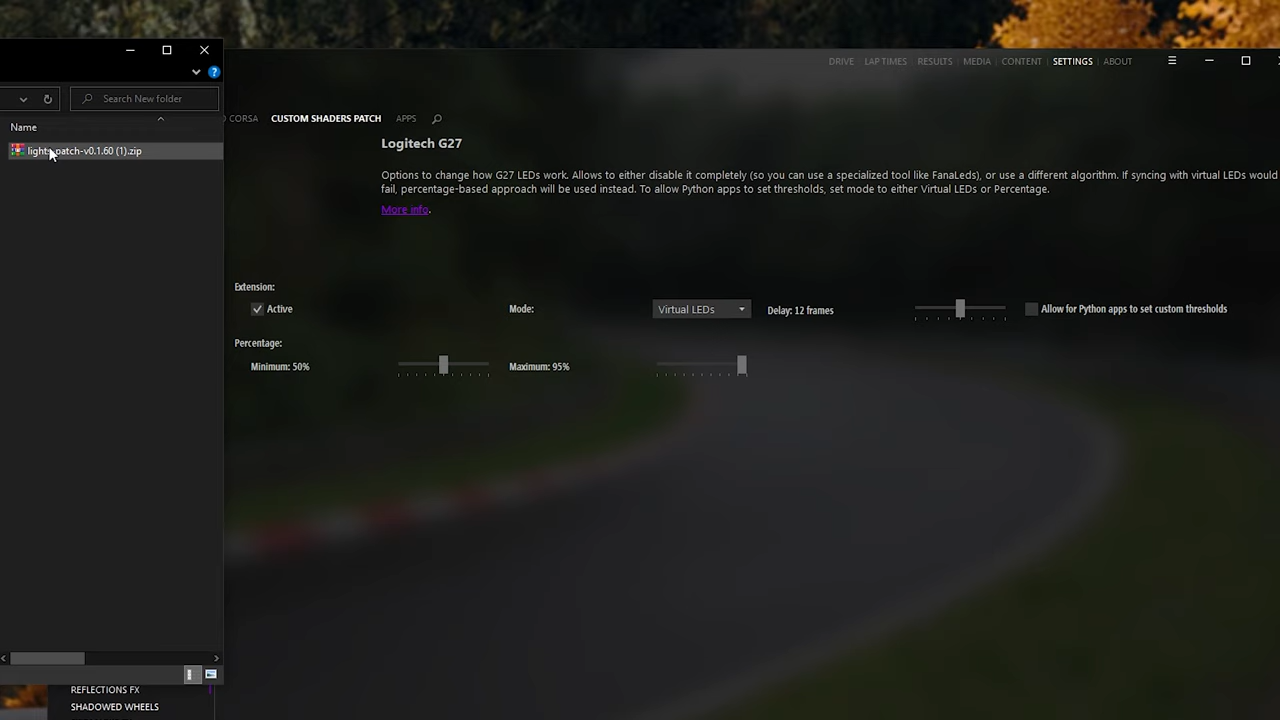 DRIVE LAP TIMES RESULTS MEDIA CONTENT SETTINGS ABOUT
Search New folder
CORSA CUSTOM SHADERS PATCH APPS
Name
Logitech G27
lights-patch-v0.1.60 (1).zip
Options to change how G27 LEDs work. Allows to either disable it completely (so you can use a specialized tool like FanaLeds), or use a different algorithm. If syncing with virtual LEDs would
fail, percentage-based approach will be used instead. To allow Python apps to set thresholds, set mode to either Virtual LEDs or Percentage.
More info.
Extension:
Active Mode: Virtual LEDs Delay: 12 frames Allow for Python apps to set custom thresholds
Percentage:
Minimum: 50% Maximum: 95%
REFLECTIONS FX
SHADOWED WHEELS